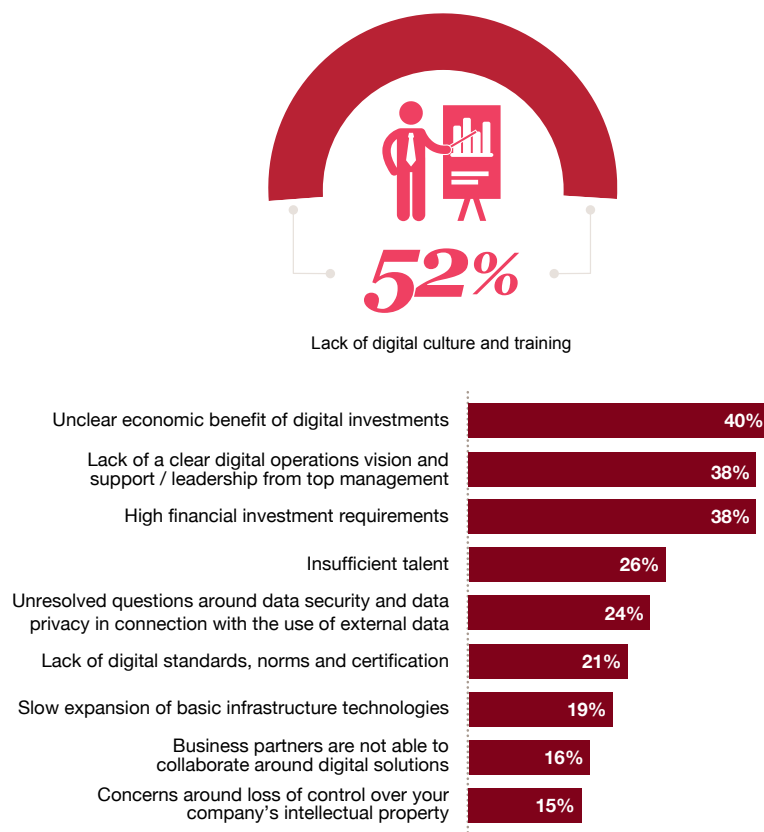 52%
Lack of digital culture and training
Unclear economic benefit of digital investments
40%
Lack of a clear digital operations vision and
support / leadership from top management
38%
High financial investment requirements
38%
Insufficient talent
26%
Unresolved questions around data security and data
privacy in connection with the use of external data
24%
Lack of digital standards, norms and certification
21%
Slow expansion of basic infrastructure technologies
19%
Business partners are not able to
collaborate around digital solutions
16%
Concerns around loss of control over your
company's intellectual property
15%